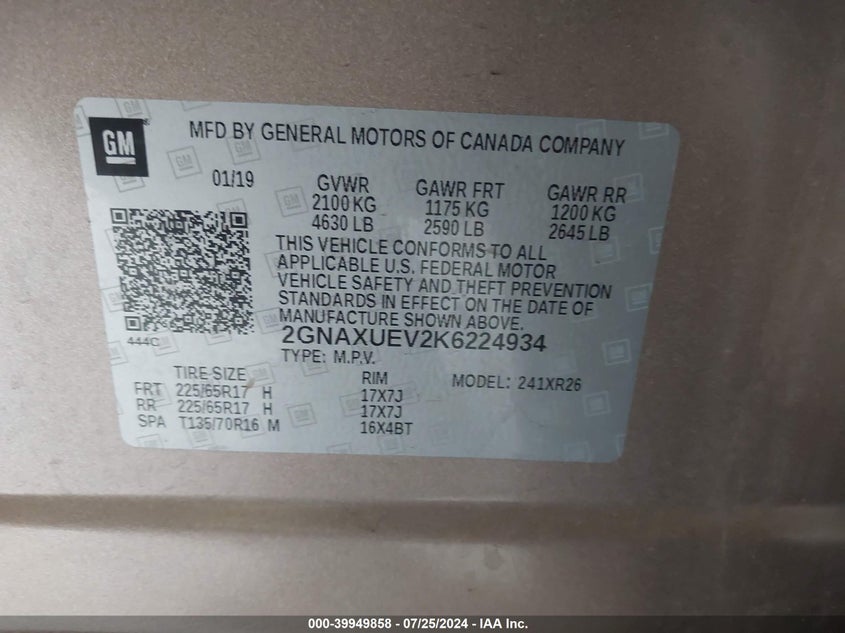 GM
MFD BY GENERAL MOTORS OF CANADA COMPANY
01/19 GVWR GAWR FRT GAWR RR
2100 KG 1175 KG 1200 KG
4630 LB 2590 LB 2645 LB
THIS VEHICLE CONFORMS TO ALL
APPLICABLE U.S. FEDERAL MOTOR
VEHICLE SAFETY AND THEFT PREVENTION
STANDARDS IN EFFECT ON THE DATE OF
MANUFACTURE SHOWN ABOVE.
444C
2GNAXUEV2K6224934
TYPE: M.P.V.
TIRE SIZE RIM MODEL: 241XR26
FRT 225/65R17 H 17X7J
RR 225/65R17 H 17X7J
SPA T135/70R16 M 16X4BT
000-39949858 - 07/25/2024 - IAA Inc.